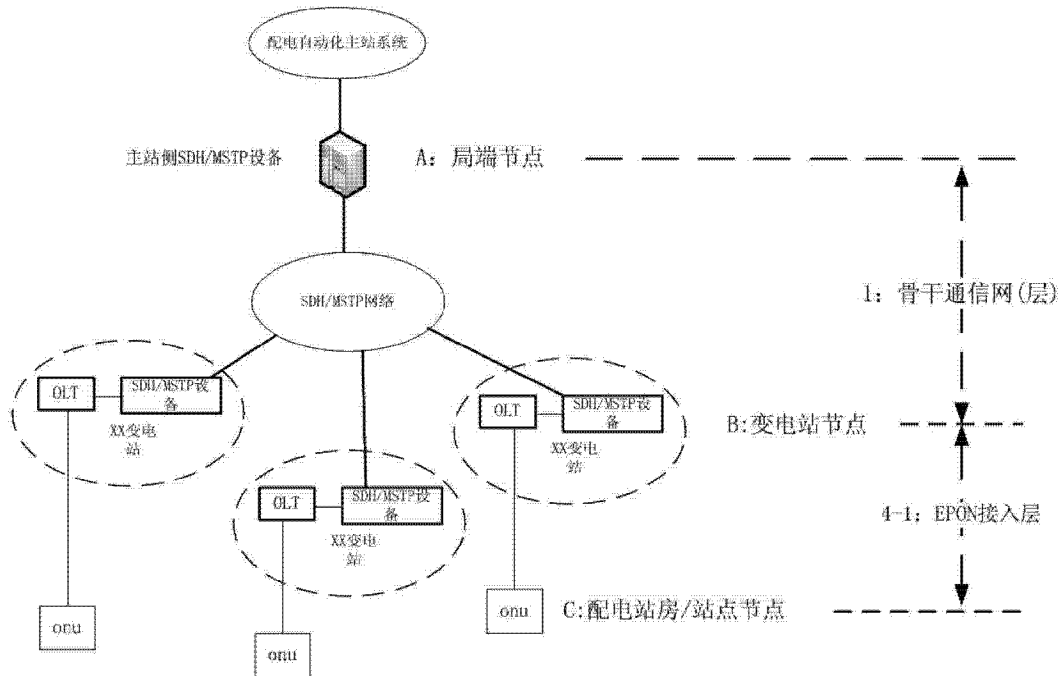 配电自动化主站系统
主站侧SDH/MSTP设备
A: 局端节点
SDH/MSTP网络
1: 骨干通信网(层)
OLT
SDH/MSTP设
备
XX变电
站
OLT
SDH/MSTP设
备
XX变电
站
B:变电站节点
OLT
SDH/MSTP设
备
XX变电
站
4-1: EPON接入层
onu
onu
onu
C:配电站房/站点节点